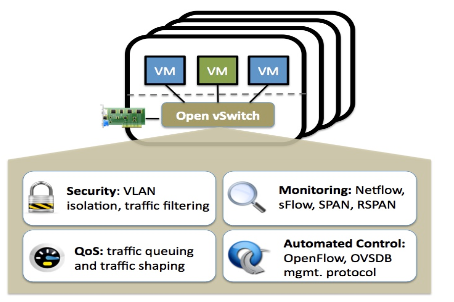 VM VM VM
Open vSwitch
Security: VLAN
isolation, traffic filtering
Monitoring: Netflow,
sFlow, SPAN, RSPAN
QoS: traffic queuing
and traffic shaping
Automated Control:
OpenFlow, OVSDB
mgmt. protocol